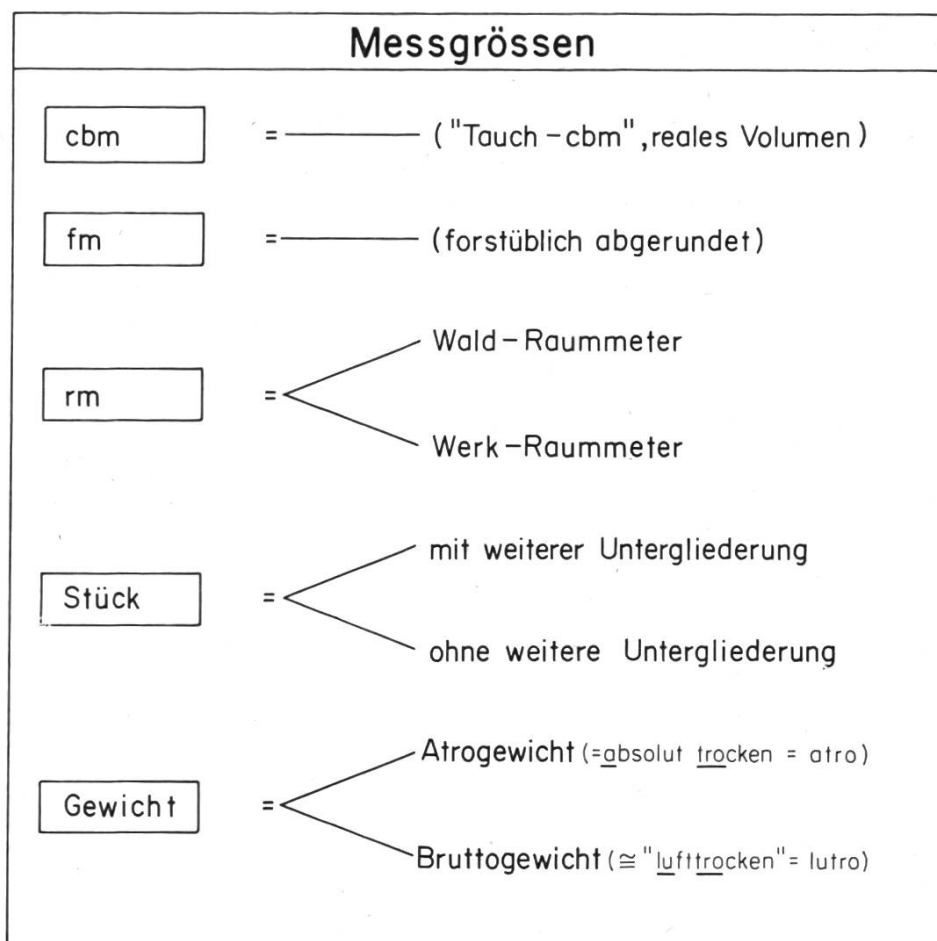 Messgrössen
cbm = ("Tauch-cbm", reales Volumen)
fm = (forstüblich abgerundet)
Wald-Raummeter
rm =
Werk-Raummeter
mit weiterer Untergliederung
Stück =
ohne weitere Untergliederung
Atrogewicht (=absolut trocken = atro)
Gewicht =
Bruttogewicht (≅ "lufttrocken" = lutro)